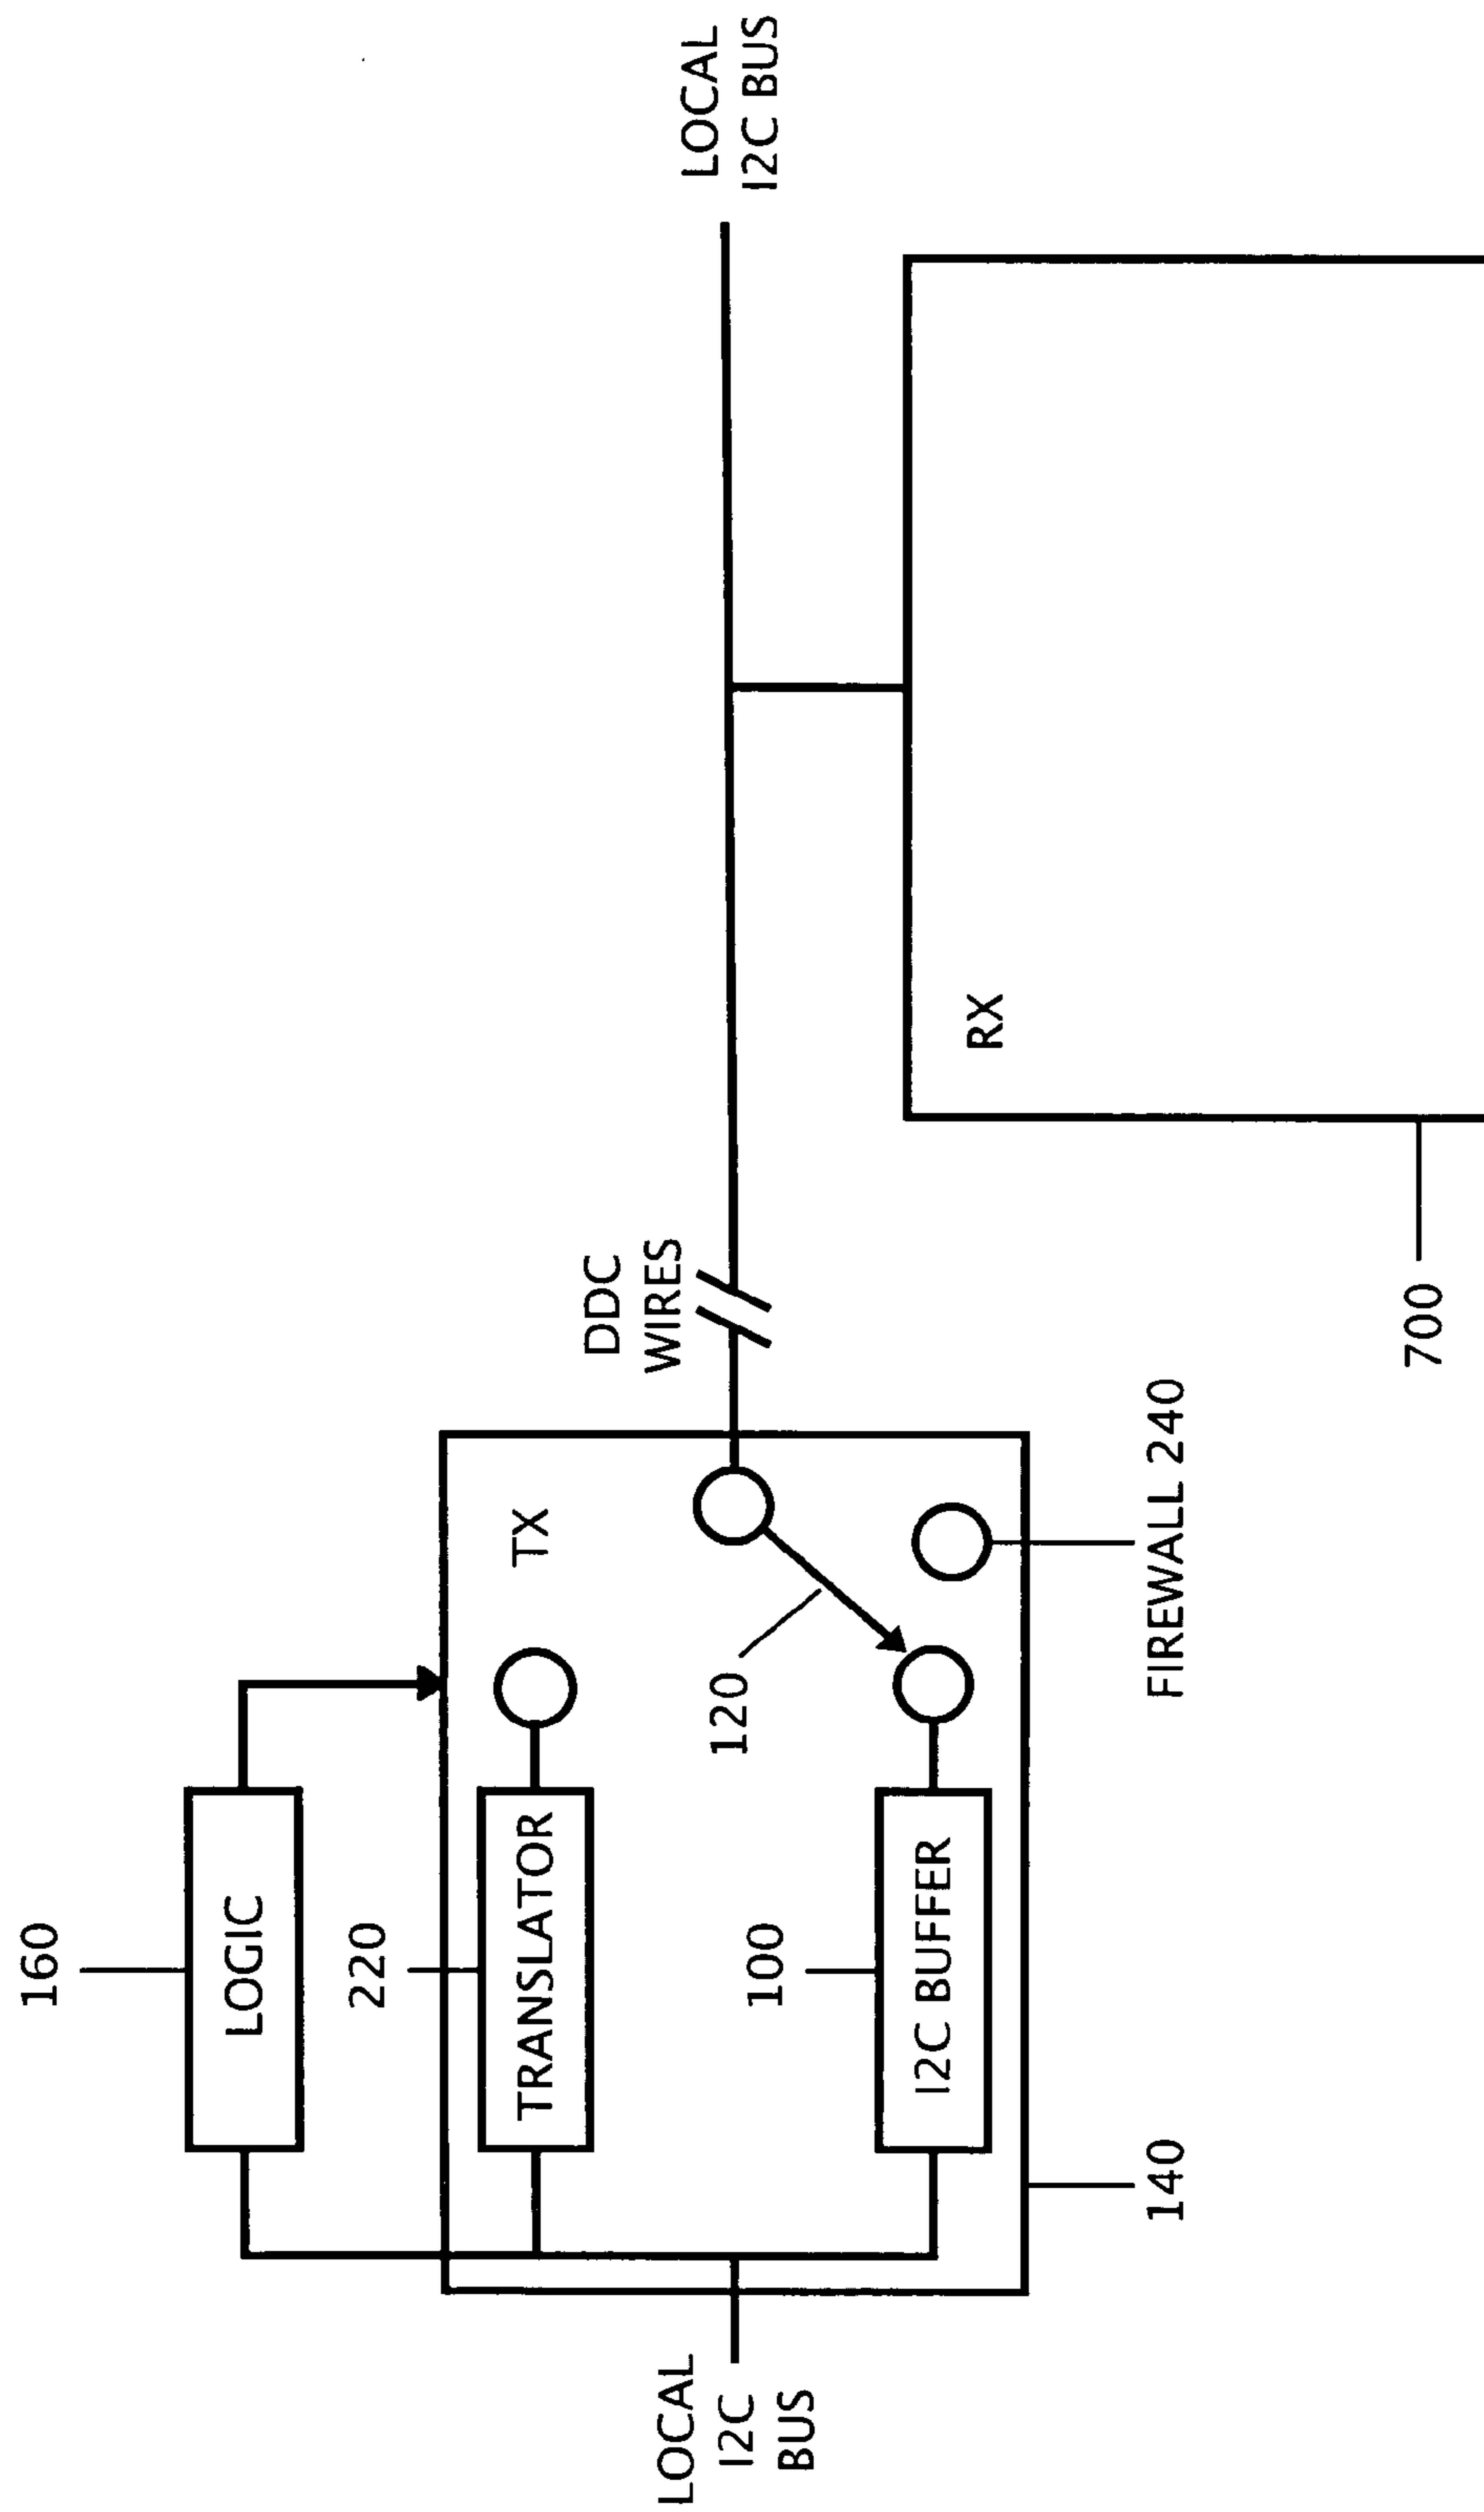 160
LOGIC
220
TRANSLATOR
TX
DDC
WIRES
LOCAL
I2C BUS
LOCAL
I2C
BUS
120
100
I2C BUFFER
RX
140
FIREWALL 240
700